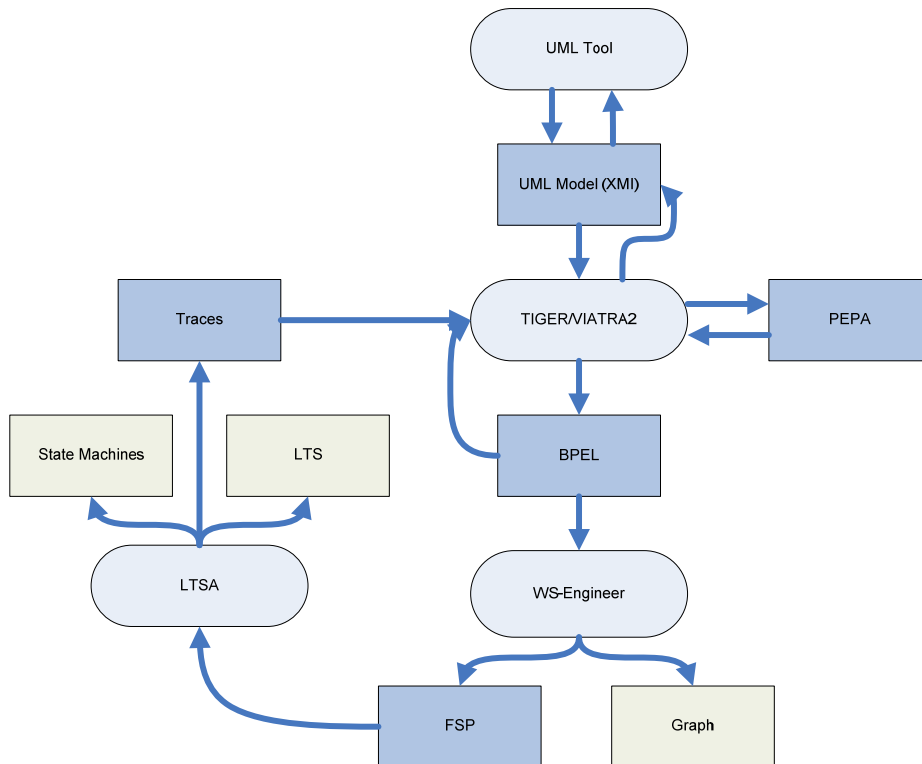 UML Tool
UML Model (XMI)
Traces
TIGER/VIATRA2
PEPA
State Machines
LTS
BPEL
LTSA
WS-Engineer
FSP
Graph